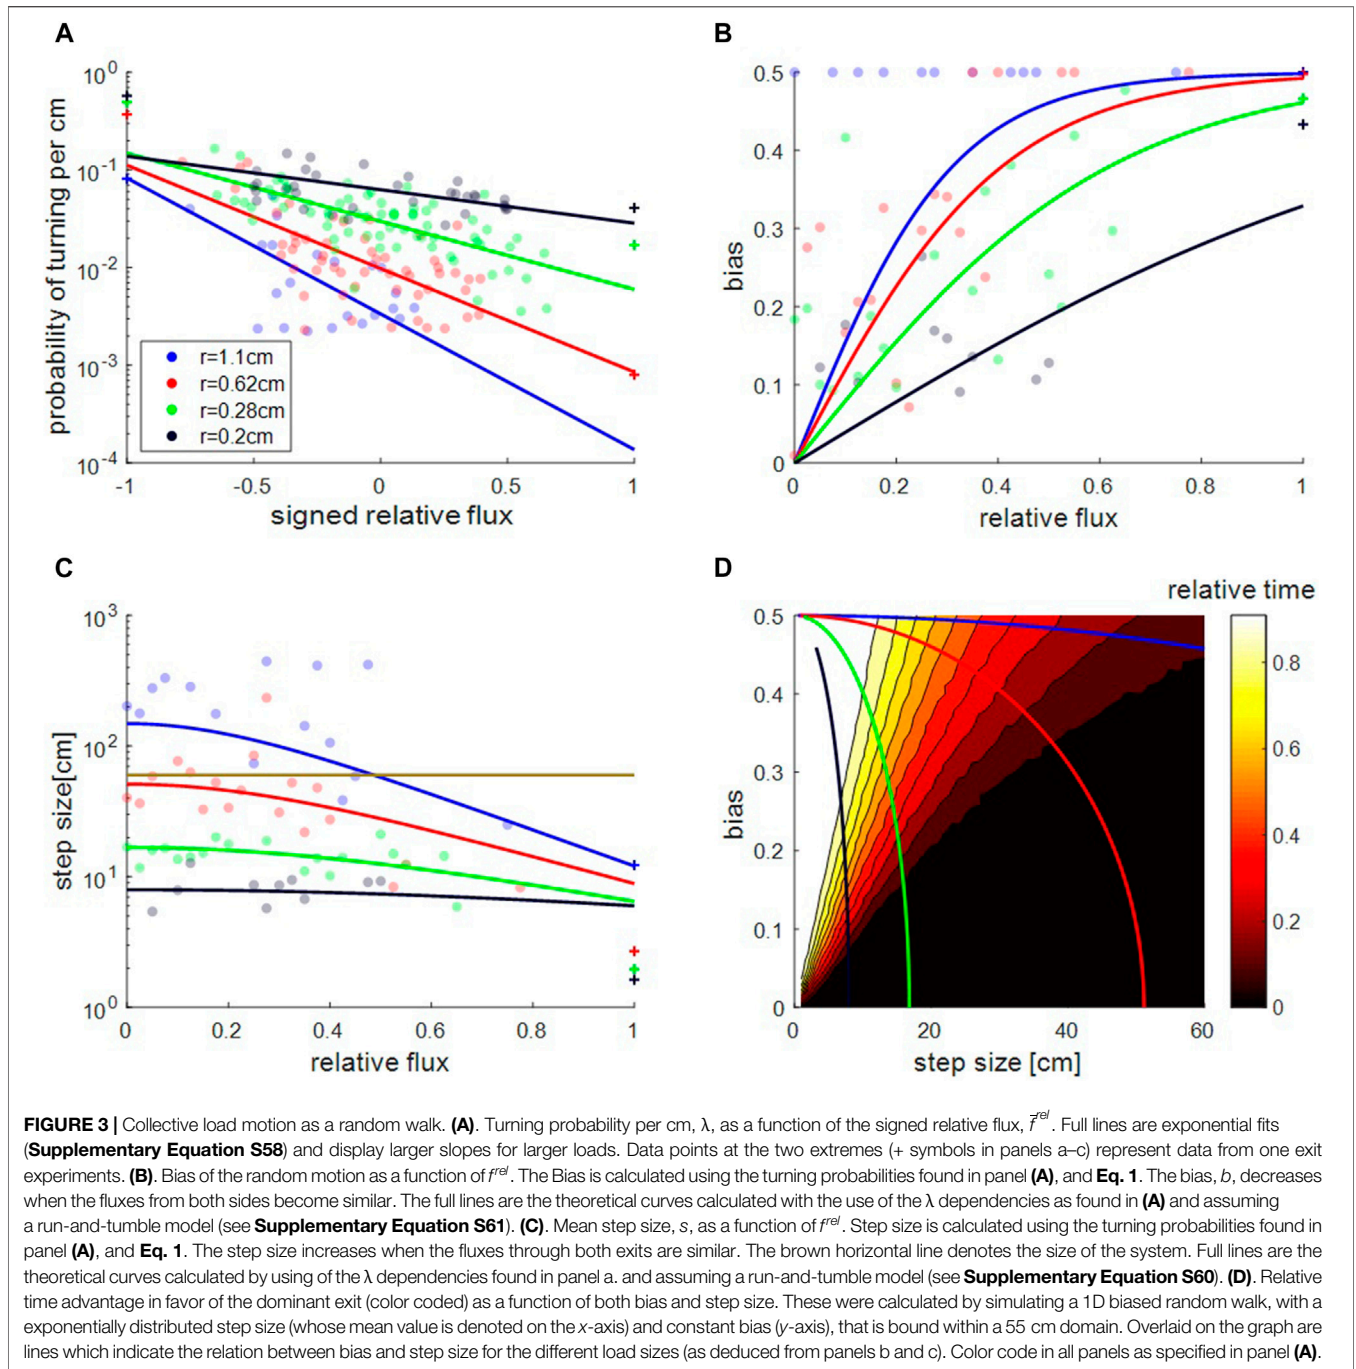 A
10^0
10^-1
10^-2
10^-3
10^-4
probability of turning per cm
r=1.1cm
r=0.62cm
r=0.28cm
r=0.2cm
-1
-0.5
0
0.5
1
signed relative flux
B
0.5
0.4
0.3
0.2
0.1
0
bias
0
0.2
0.4
0.6
0.8
1
relative flux
C
10^3
10^2
10^1
10^0
step size[cm]
0
0.2
0.4
0.6
0.8
1
relative flux
D
relative time
0.5
0.4
0.3
0.2
0.1
0
bias
0
20
40
60
step size [cm]
0.8
0.6
0.4
0.2
0
FIGURE 3 | Collective load motion as a random walk. (A). Turning probability per cm, λ, as a function of the signed relative flux, f̅^rel. Full lines are exponential fits
(Supplementary Equation S58) and display larger slopes for larger loads. Data points at the two extremes (+ symbols in panels a–c) represent data from one exit
experiments. (B). Bias of the random motion as a function of f^rel. The Bias is calculated using the turning probabilities found in panel (A), and Eq. 1. The bias, b, decreases
when the fluxes from both sides become similar. The full lines are the theoretical curves calculated with the use of the λ dependencies as found in (A) and assuming
a run-and-tumble model (see Supplementary Equation S61). (C). Mean step size, s, as a function of f^rel. Step size is calculated using the turning probabilities found in
panel (A), and Eq. 1. The step size increases when the fluxes through both exits are similar. The brown horizontal line denotes the size of the system. Full lines are the
theoretical curves calculated by using of the λ dependencies found in panel a. and assuming a run-and-tumble model (see Supplementary Equation S60). (D). Relative
time advantage in favor of the dominant exit (color coded) as a function of both bias and step size. These were calculated by simulating a 1D biased random walk, with a
exponentially distributed step size (whose mean value is denoted on the x-axis) and constant bias (y-axis), that is bound within a 55 cm domain. Overlaid on the graph are
lines which indicate the relation between bias and step size for the different load sizes (as deduced from panels b and c). Color code in all panels as specified in panel (A).